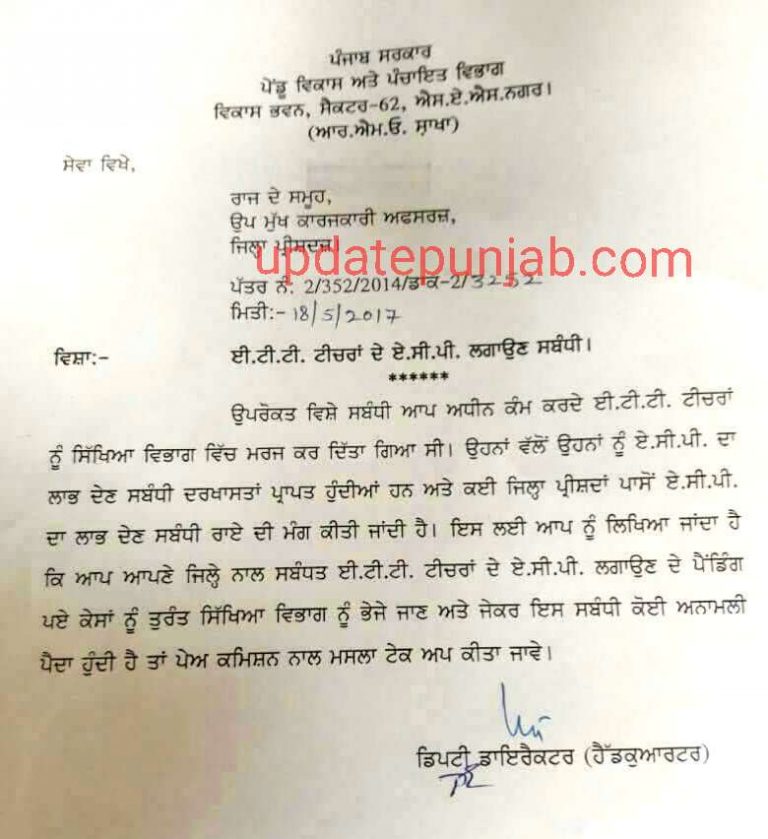 ਪੰਜਾਬ ਸਰਕਾਰ
ਪੇਂਡੂ ਵਿਕਾਸ ਅਤੇ ਪੰਚਾਇਤ ਵਿਭਾਗ
ਵਿਕਾਸ ਭਵਨ, ਸੈਕਟਰ-62, ਐਸ.ਏ.ਐਸ.ਨਗਰ।
(ਆਰ.ਐਮ.ਓ. ਸ਼ਾਖਾ)
ਸੇਵਾ ਵਿਖੇ,
ਰਾਜ ਦੇ ਸਮੂਹ,
ਉਪ ਮੁੱਖ ਕਾਰਜਕਾਰੀ ਅਫਸਰਜ਼,
ਜਿਲ੍ਹਾ ਪ੍ਰੀਸ਼ਦਜ਼।
updatepunjab.com
ਪੱਤਰ ਨੰ. 2/352/2014/ਡਾਕ-2/3252
ਮਿਤੀ:- 18/5/2017
ਵਿਸ਼ਾ:- ਈ.ਟੀ.ਟੀ. ਟੀਚਰਾਂ ਦੇ ਏ.ਸੀ.ਪੀ. ਲਗਾਉਣ ਸਬੰਧੀ।
******
ਉਪਰੋਕਤ ਵਿਸ਼ੇ ਸਬੰਧੀ ਆਪ ਅਧੀਨ ਕੰਮ ਕਰਦੇ ਈ.ਟੀ.ਟੀ. ਟੀਚਰਾਂ
ਨੂੰ ਸਿੱਖਿਆ ਵਿਭਾਗ ਵਿੱਚ ਮਰਜ ਕਰ ਦਿੱਤਾ ਗਿਆ ਸੀ। ਉਹਨਾਂ ਵੱਲੋਂ ਉਹਨਾਂ ਨੂੰ ਏ.ਸੀ.ਪੀ. ਦਾ
ਲਾਭ ਦੇਣ ਸਬੰਧੀ ਦਰਖਾਸਤਾਂ ਪ੍ਰਾਪਤ ਹੁੰਦੀਆਂ ਹਨ ਅਤੇ ਕਈ ਜਿਲ੍ਹਾ ਪ੍ਰੀਸ਼ਦਾਂ ਪਾਸੋਂ ਏ.ਸੀ.ਪੀ.
ਦਾ ਲਾਭ ਦੇਣ ਸਬੰਧੀ ਰਾਏ ਦੀ ਮੰਗ ਕੀਤੀ ਜਾਂਦੀ ਹੈ। ਇਸ ਲਈ ਆਪ ਨੂੰ ਲਿਖਿਆ ਜਾਂਦਾ ਹੈ
ਕਿ ਆਪ ਆਪਣੇ ਜਿਲ੍ਹੇ ਨਾਲ ਸਬੰਧਤ ਈ.ਟੀ.ਟੀ. ਟੀਚਰਾਂ ਦੇ ਏ.ਸੀ.ਪੀ. ਲਗਾਉਣ ਦੇ ਪੈਂਡਿੰਗ
ਪਏ ਕੇਸਾਂ ਨੂੰ ਤੁਰੰਤ ਸਿੱਖਿਆ ਵਿਭਾਗ ਨੂੰ ਭੇਜੇ ਜਾਣ ਅਤੇ ਜੇਕਰ ਇਸ ਸਬੰਧੀ ਕੋਈ ਅਨਾਮਲੀ
ਪੈਦਾ ਹੁੰਦੀ ਹੈ ਤਾਂ ਪੇਅ ਕਮਿਸ਼ਨ ਨਾਲ ਮਸਲਾ ਟੇਕ ਅਪ ਕੀਤਾ ਜਾਵੇ।
ਡਿਪਟੀ ਡਾਇਰੈਕਟਰ (ਹੈੱਡਕੁਆਰਟਰ)